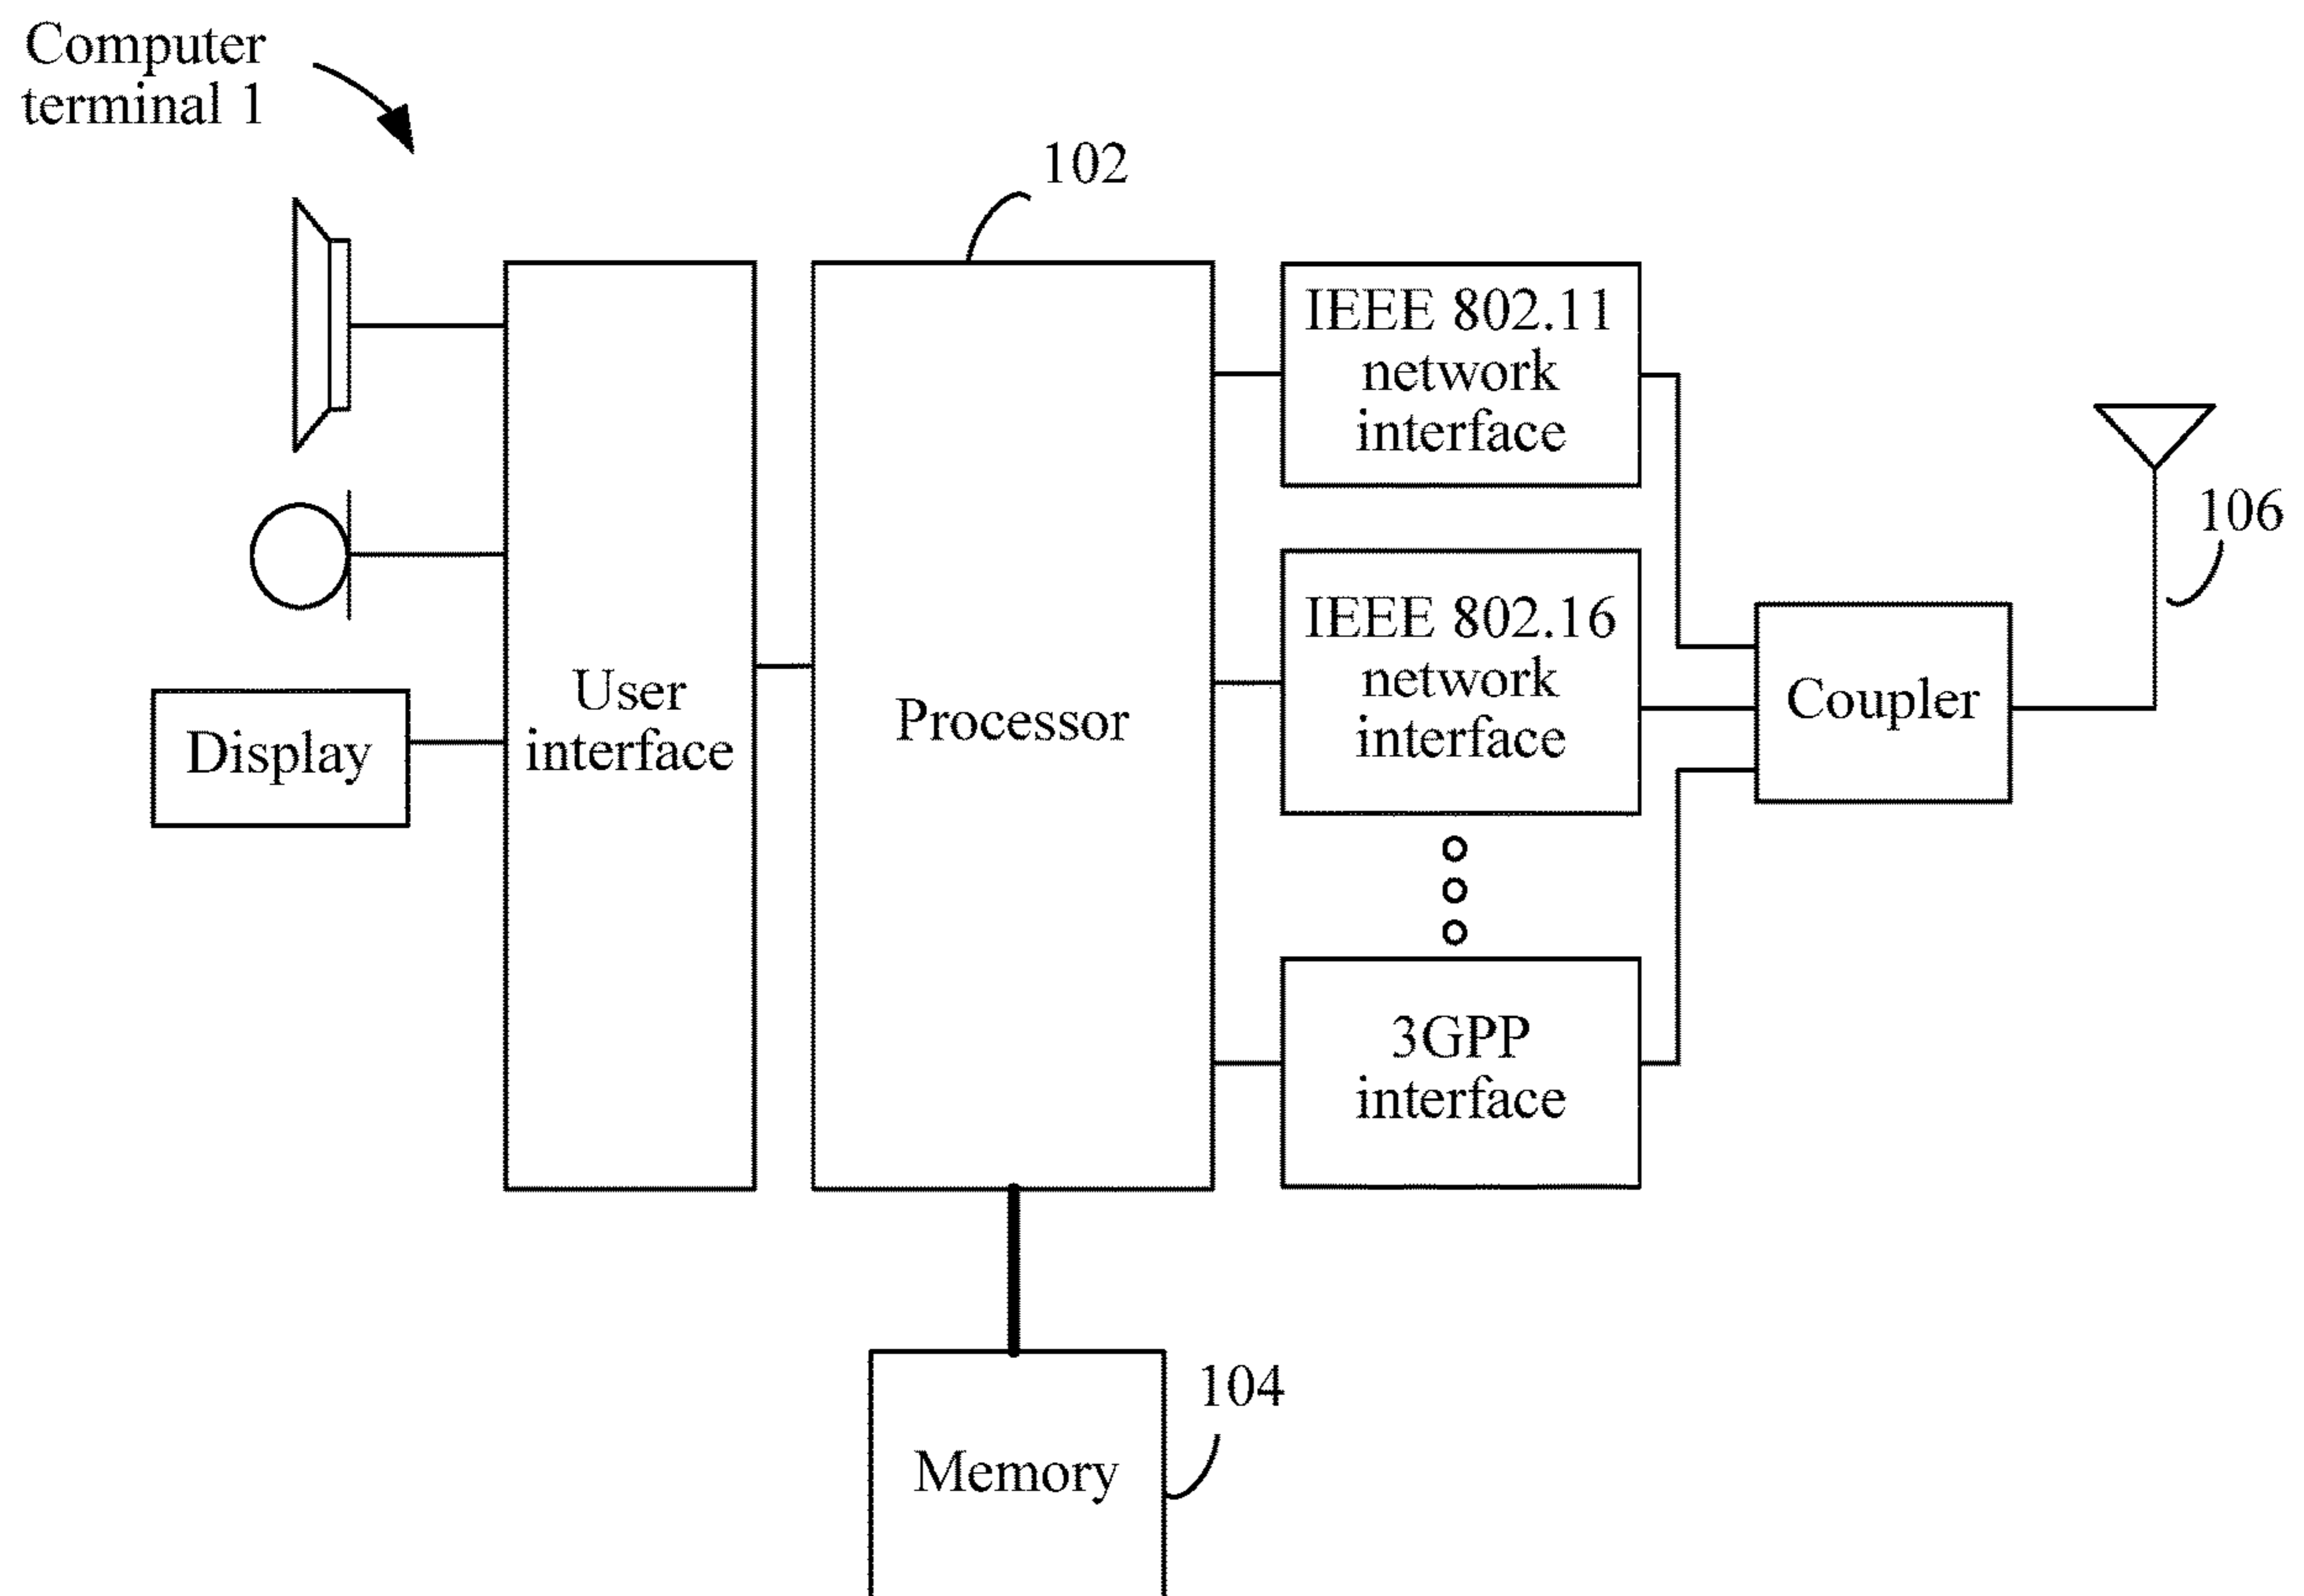 Computer
terminal 1
102
IEEE 802.11
network
interface
106
IEEE 802.16
network
interface
User
interface
Processor
Coupler
Display
3GPP
interface
104
Memory